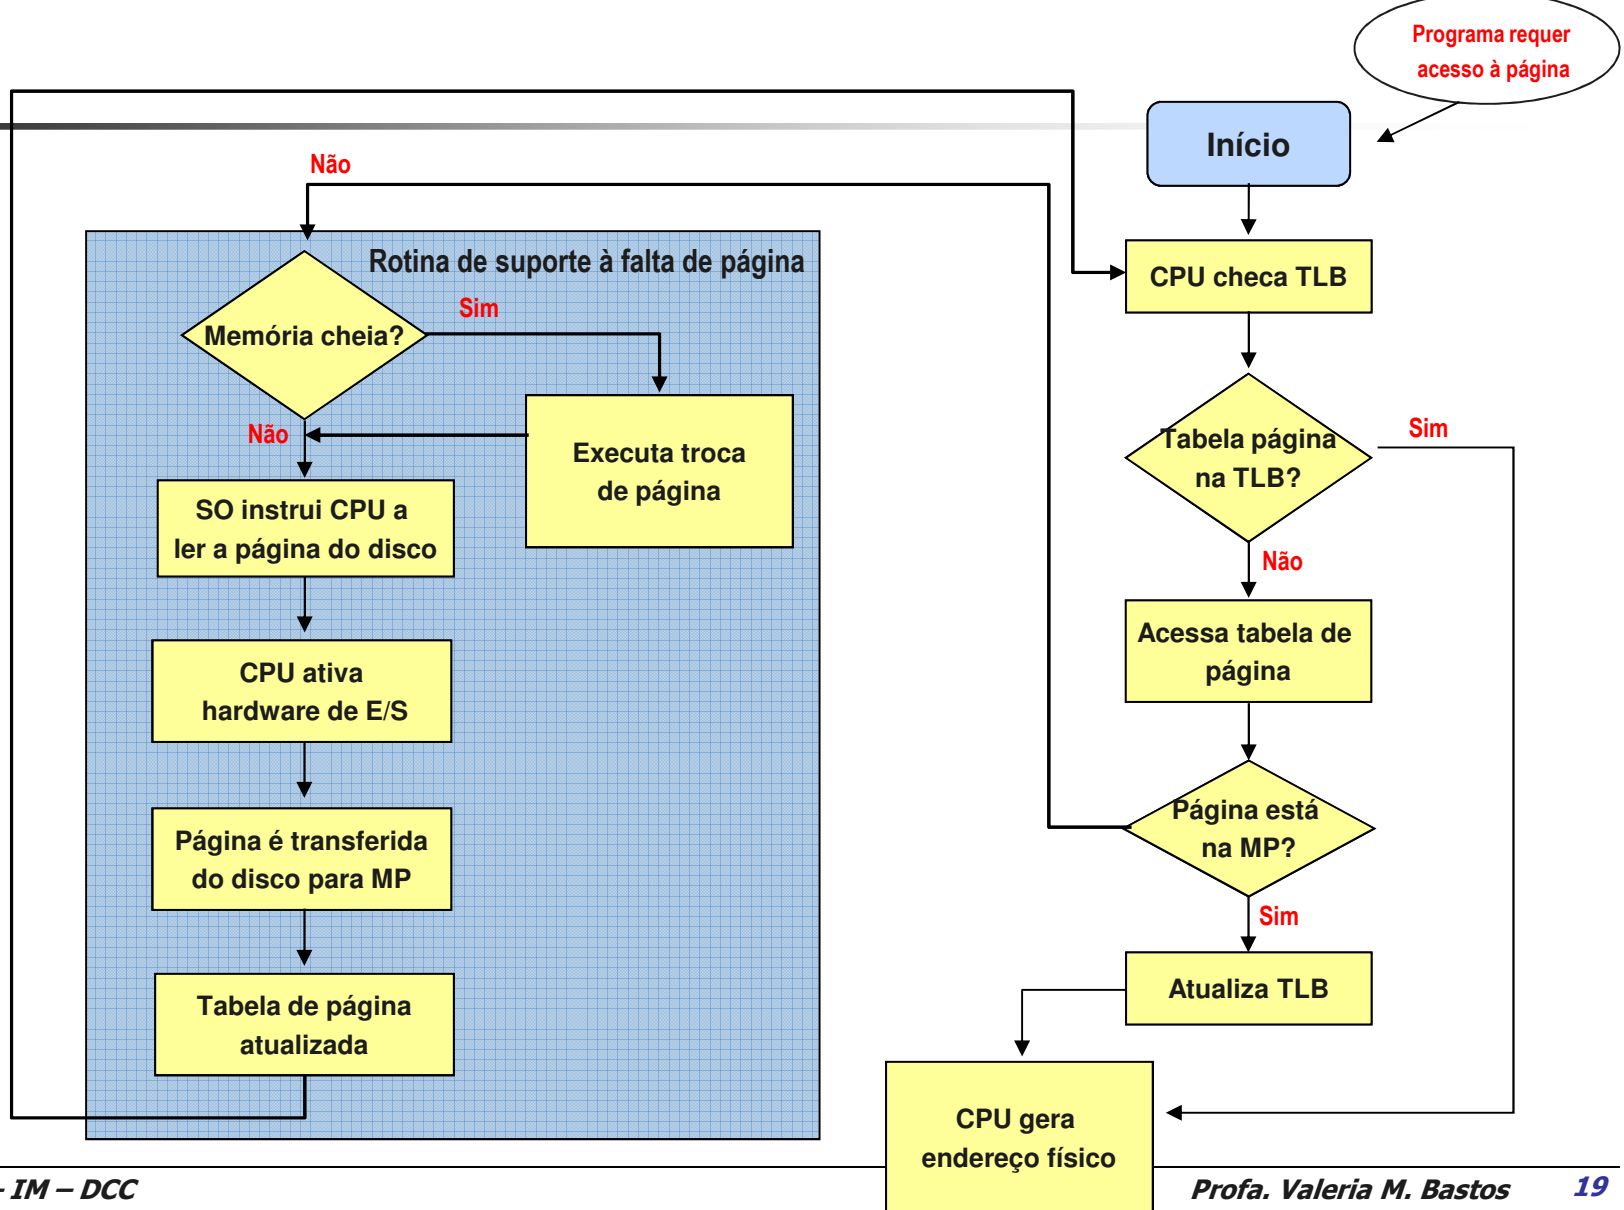 Programa requer
acesso à página
Início
Não
Rotina de suporte à falta de página
CPU checa TLB
Sim
Memória cheia?
Não
Executa troca
de página
Tabela página
na TLB?
Sim
SO instrui CPU a
ler a página do disco
Não
Acessa tabela de
página
CPU ativa
hardware de E/S
Página está
na MP?
Página é transferida
do disco para MP
Sim
Atualiza TLB
Tabela de página
atualizada
CPU gera
endereço físico
- IM – DCC
Profa. Valeria M. Bastos
19